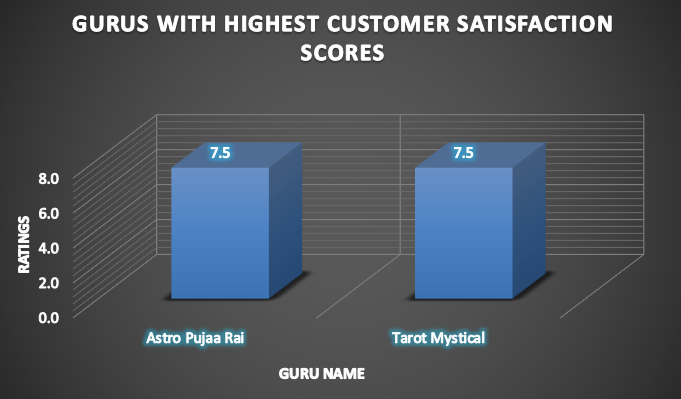 GURUS WITH HIGHEST CUSTOMER SATISFACTION
SCORES
7.5
7.5
8.0
6.0
4.0
2.0
0.0
RATINGS
Astro Pujaa Rai
Tarot Mystical
GURU NAME